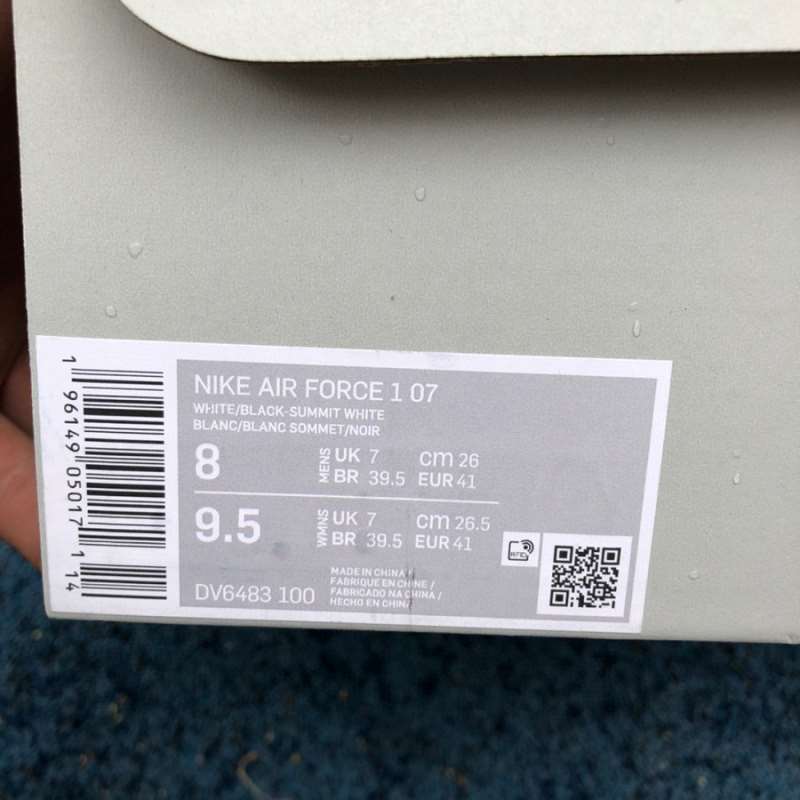 NIKE AIR FORCE 1 07
WHITE/BLACK-SUMMIT WHITE
BLANC/BLANC SOMMET/NOIR
8 MENS UK 7 cm 26
BR 39.5 EUR 41
9.5 WMNS UK 7 cm 26.5
BR 39.5 EUR 41
DV6483 100
MADE IN CHINA /
FABRIQUE EN CHINE /
FABRICADO NA CHINA /
HECHO EN CHINA
RFID
1 96149 05017 1 14